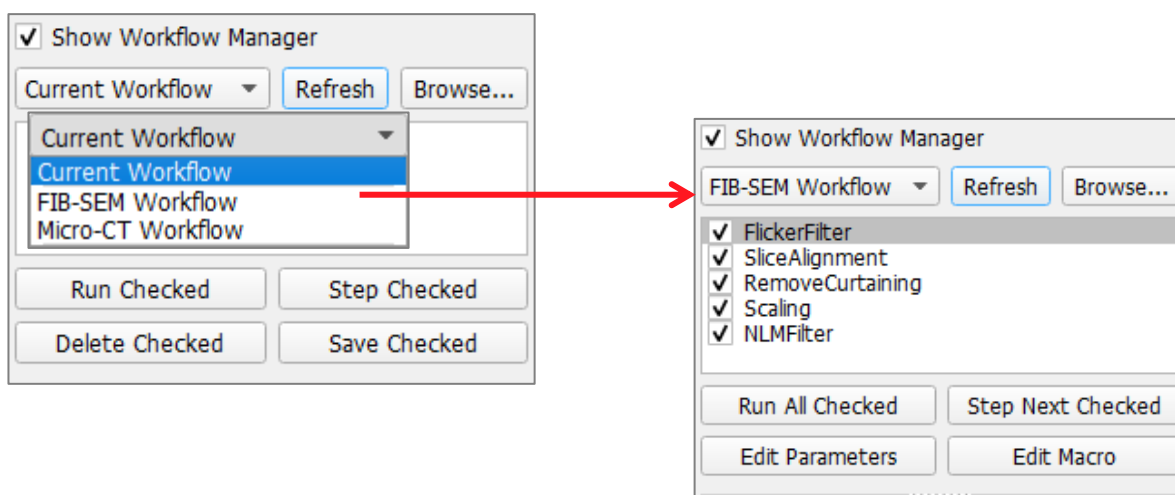 Show Workflow Manager
Current Workflow Refresh Browse...
Current Workflow
Current Workflow
FIB-SEM Workflow
Micro-CT Workflow
Run Checked Step Checked
Delete Checked Save Checked
Show Workflow Manager
FIB-SEM Workflow Refresh Browse...
FlickerFilter
SliceAlignment
RemoveCurtaining
Scaling
NLMFilter
Run All Checked Step Next Checked
Edit Parameters Edit Macro